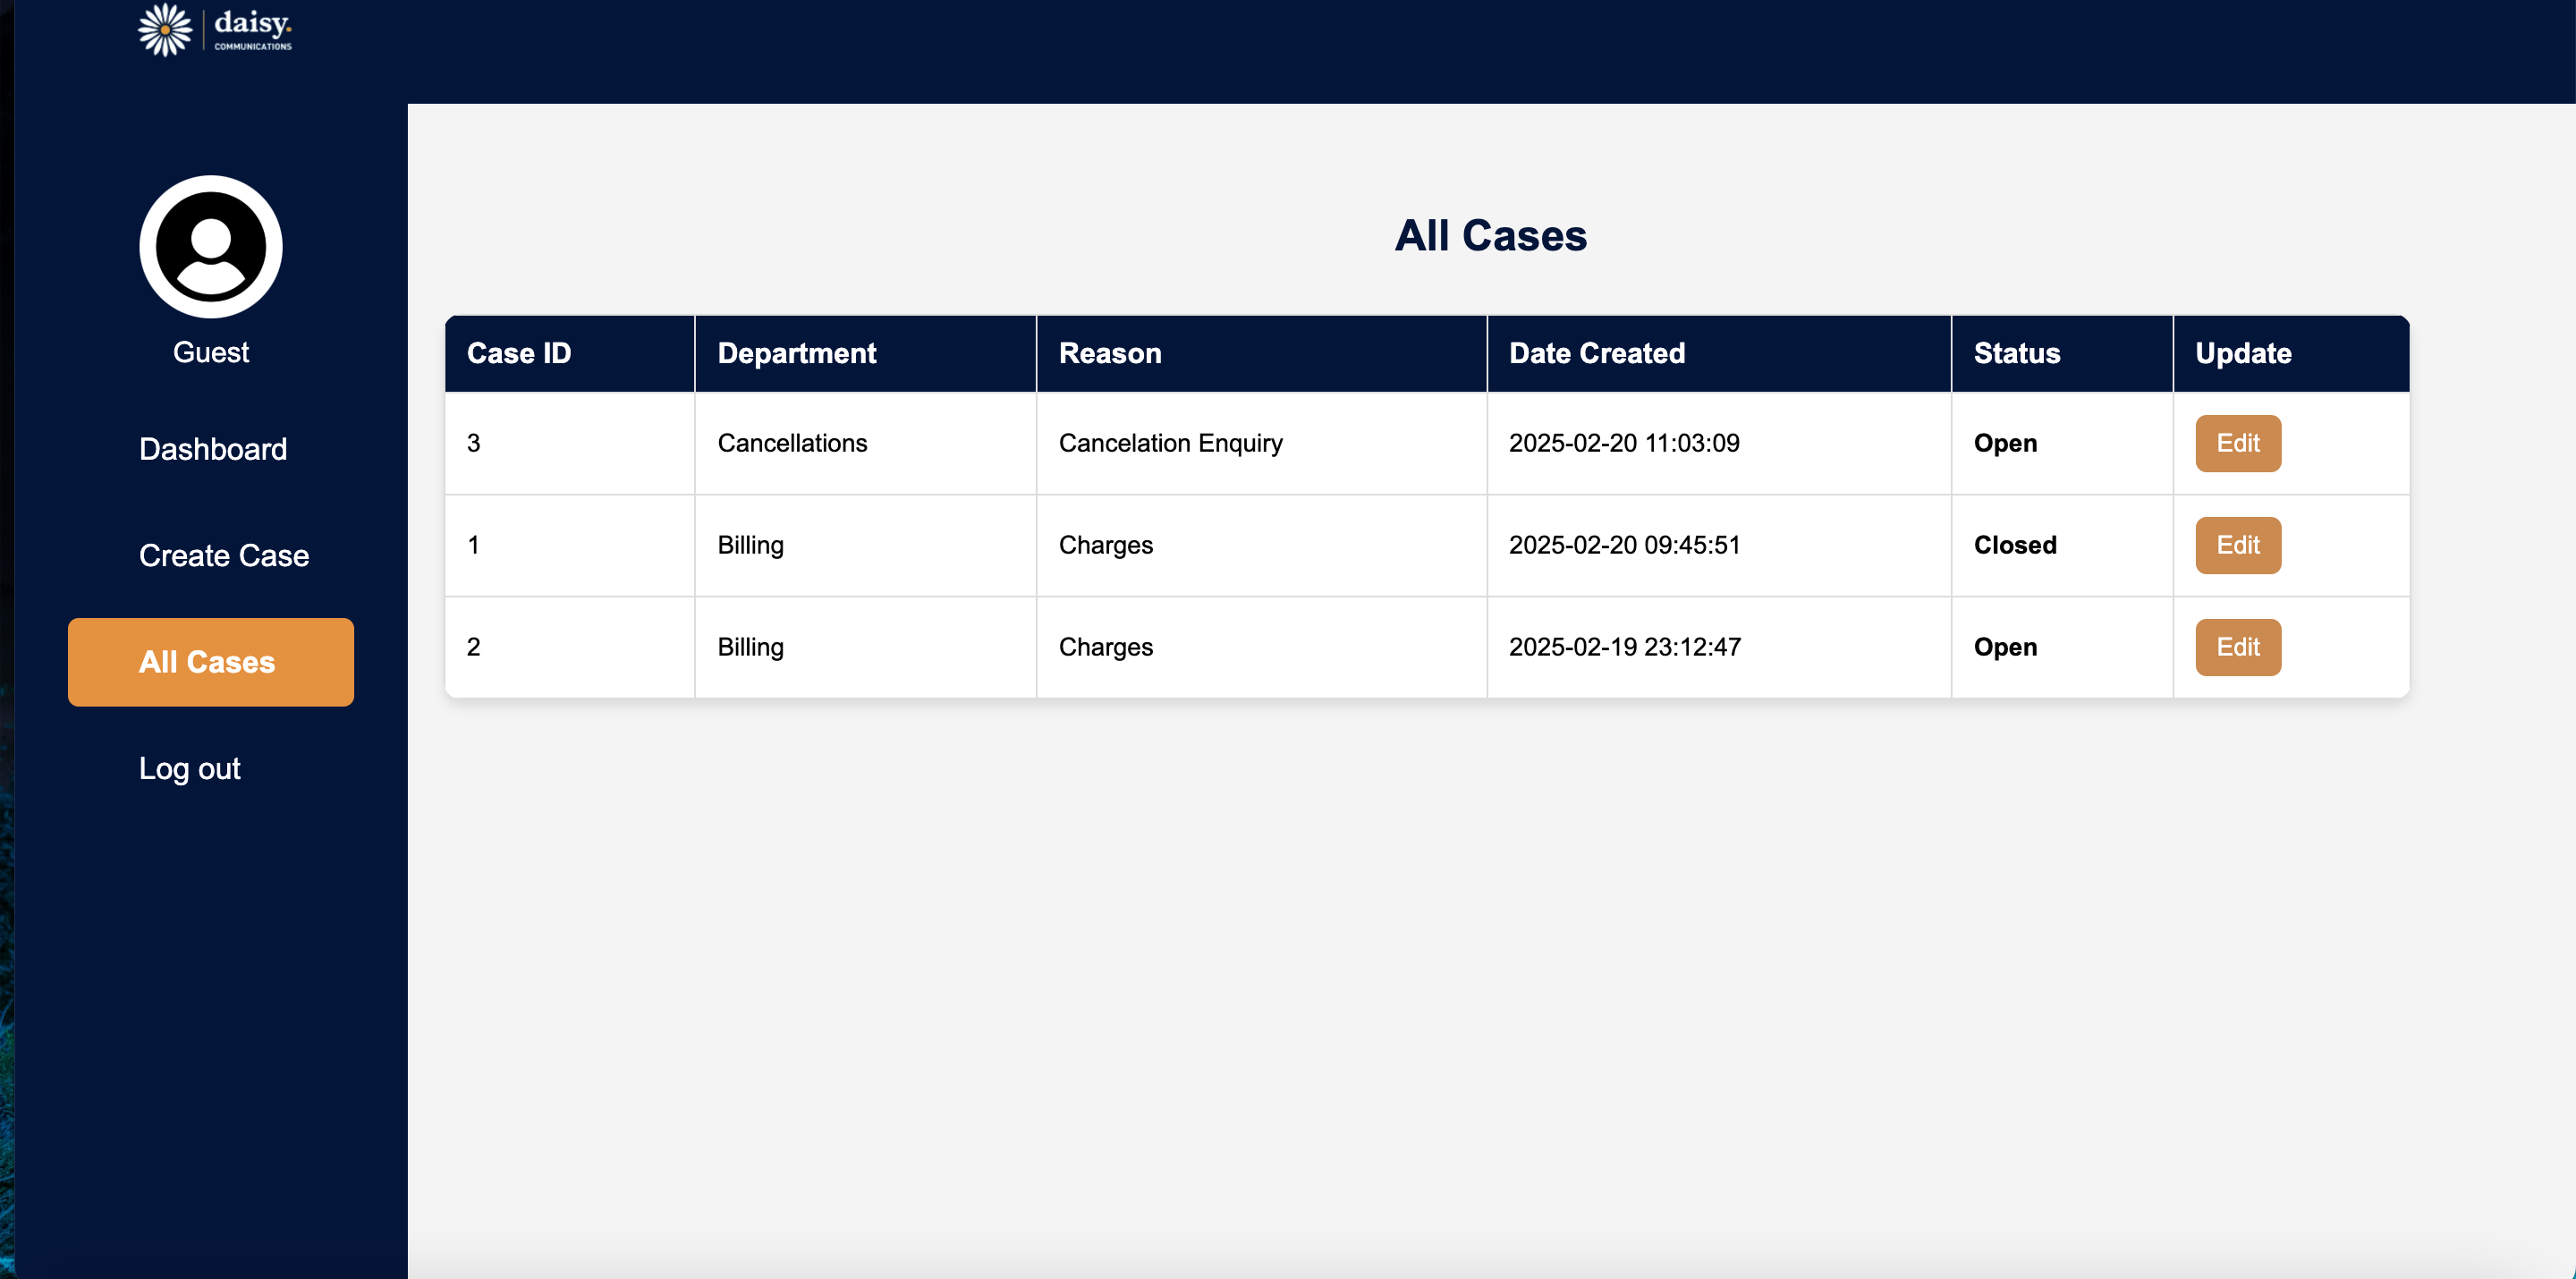 daisy.
COMMUNICATIONS
Guest
Dashboard
Create Case
All Cases
Log out
All Cases
Case ID Department Reason Date Created Status Update
3 Cancellations Cancelation Enquiry 2025-02-20 11:03:09 Open Edit
1 Billing Charges 2025-02-20 09:45:51 Closed Edit
2 Billing Charges 2025-02-19 23:12:47 Open Edit